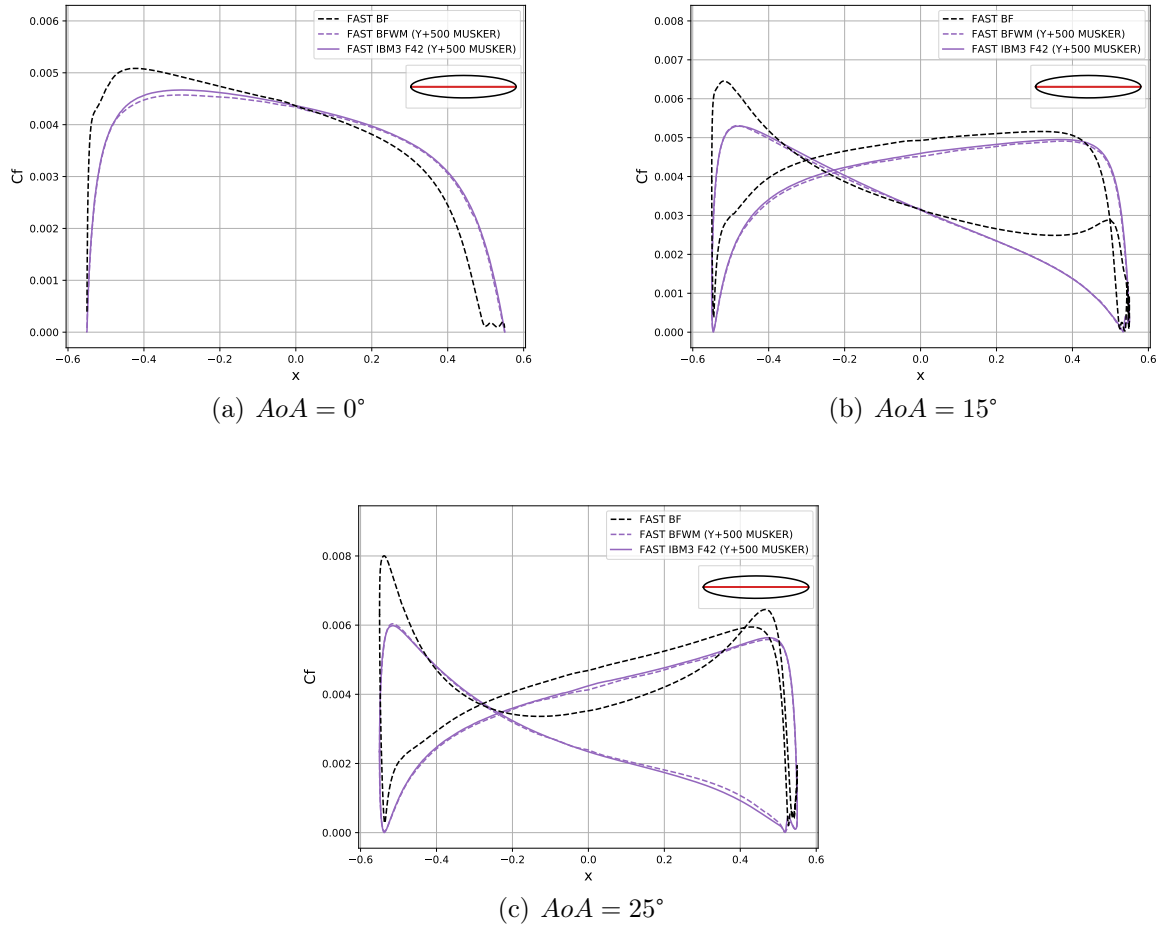 0.006
0.005
0.004
0.003
0.002
0.001
0.000
Cf
−0.6 −0.4 −0.2 0.0 0.2 0.4 0.6
x
FAST BF
FAST BFWM (Y+500 MUSKER)
FAST IBM3 F42 (Y+500 MUSKER)
(a) AoA = 0°
0.008
0.007
0.006
0.005
0.004
0.003
0.002
0.001
0.000
Cf
−0.6 −0.4 −0.2 0.0 0.2 0.4 0.6
x
FAST BF
FAST BFWM (Y+500 MUSKER)
FAST IBM3 F42 (Y+500 MUSKER)
(b) AoA = 15°
0.008
0.006
0.004
0.002
0.000
Cf
−0.6 −0.4 −0.2 0.0 0.2 0.4 0.6
x
FAST BF
FAST BFWM (Y+500 MUSKER)
FAST IBM3 F42 (Y+500 MUSKER)
(c) AoA = 25°